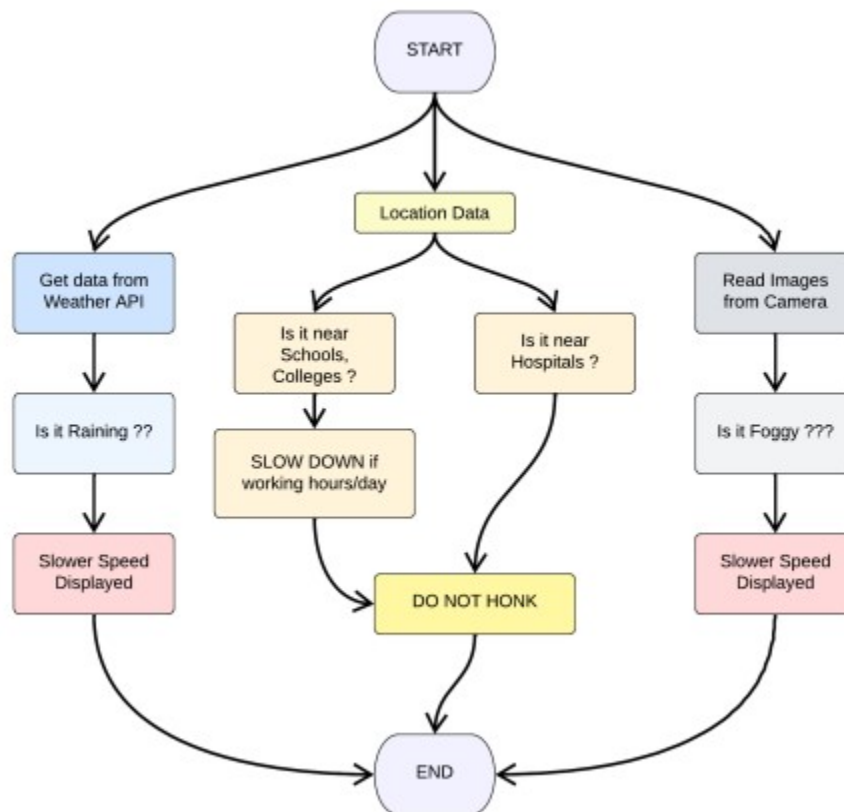 START
Location Data
Get data from
Weather API
Read Images
from Camera
Is it near
Schools,
Colleges ?
Is it near
Hospitals ?
Is it Raining ??
Is it Foggy ???
SLOW DOWN if
working hours/day
Slower Speed
Displayed
DO NOT HONK
Slower Speed
Displayed
END